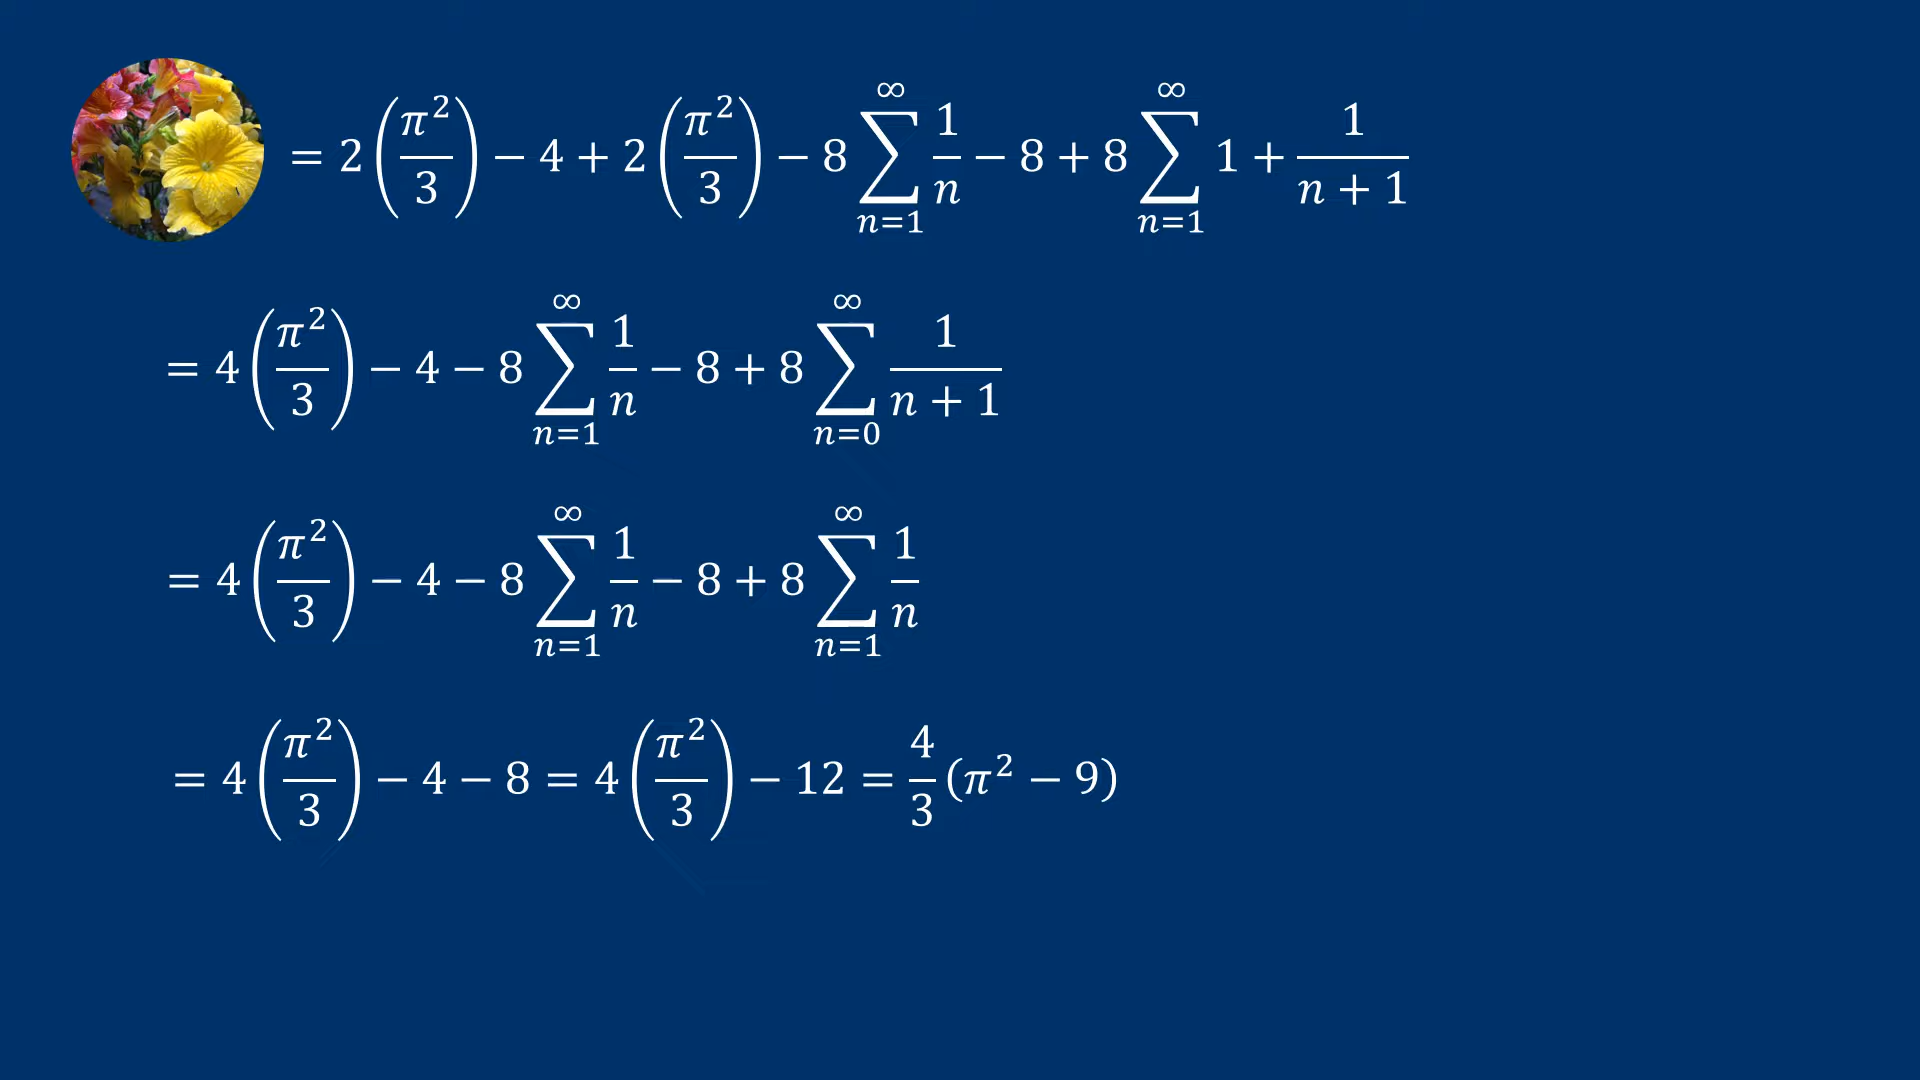 = 2(π²/3) − 4 + 2(π²/3) − 8 ∑_{n=1}^{∞} 1/n − 8 + 8 ∑_{n=1}^{∞} 1 + 1/(n + 1)
= 4(π²/3) − 4 − 8 ∑_{n=1}^{∞} 1/n − 8 + 8 ∑_{n=0}^{∞} 1/(n + 1)
= 4(π²/3) − 4 − 8 ∑_{n=1}^{∞} 1/n − 8 + 8 ∑_{n=1}^{∞} 1/n
= 4(π²/3) − 4 − 8 = 4(π²/3) − 12 = 4/3 (π² − 9)